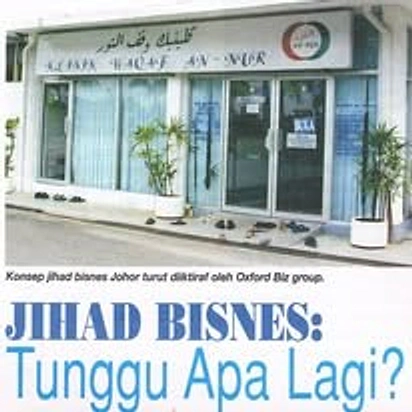 كلينيك وقف النور
KLINIK WAQAF AN-NUR
Konsep jihad bisnes Johor turut diiktiraf oleh Oxford Biz group.
JIHAD BISNES:
Tunggu Apa Lagi?